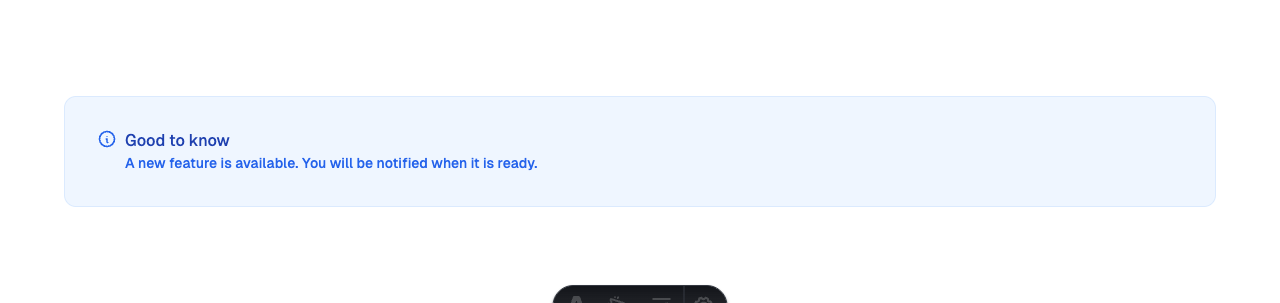 Good to know
A new feature is available. You will be notified when it is ready.